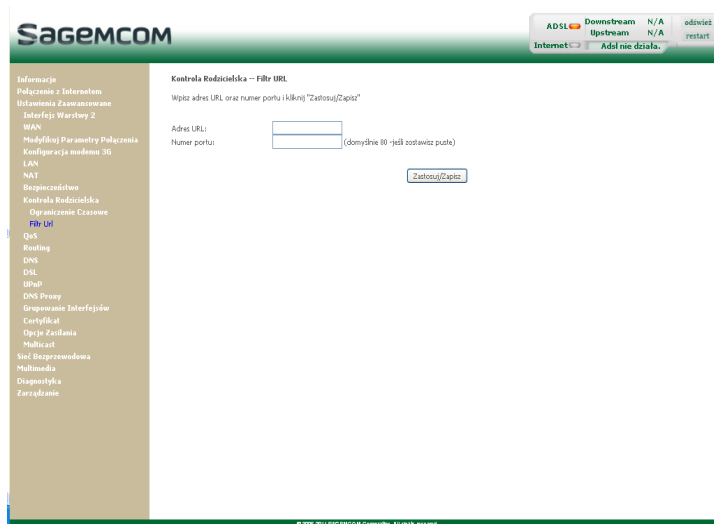 Sagemcom
ADSL Downstream N/A
Upstream N/A
Internet Adsl nie działa.
odśwież
restart
Informacje
Połączenie z Internetem
Ustawienia Zaawansowane
Interfejs Warstwy 2
WAN
Modyfikuj Parametry Połączenia
Konfiguracja modemu 3G
LAN
NAT
Bezpieczeństwo
Kontrola Rodzicielska
Ograniczenie Czasowe
Filtr Url
QoS
Routing
DNS
DSL
UPnP
DNS Proxy
Grupowanie Interfejsów
Certyfikat
Opcje Zasilania
Multicast
Sieć Bezprzewodowa
Multimedia
Diagnostyka
Zarządzanie
Kontrola Rodzicielska -- Filtr URL
Wpisz adres URL oraz numer portu i kliknij "Zastosuj/Zapisz"
Adres URL:
Numer portu: (domyślnie 80 -jeśli zostawisz puste)
Zastosuj/Zapisz